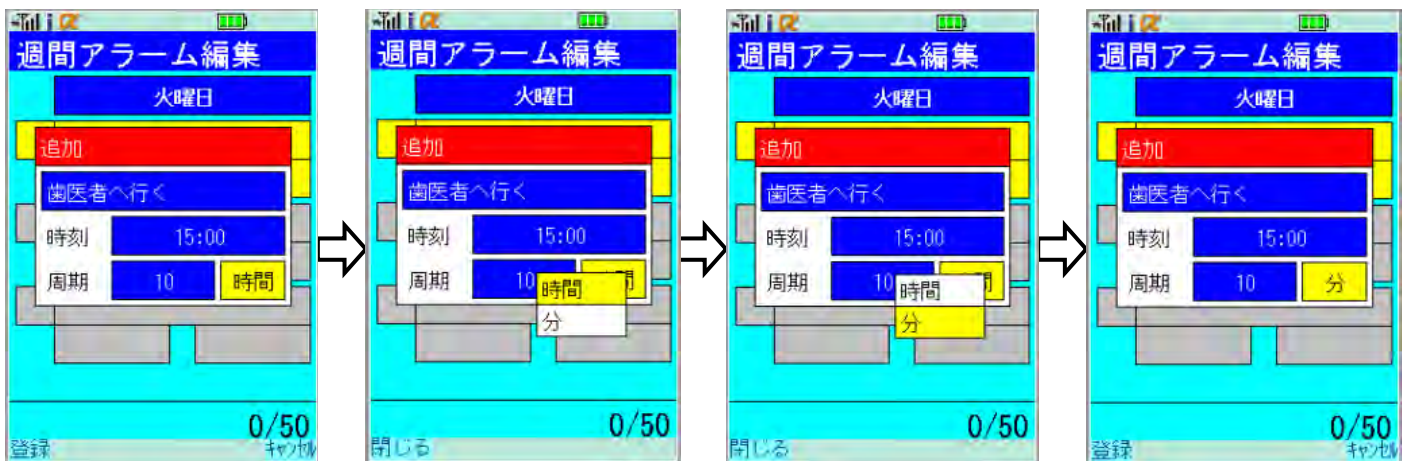 週間アラーム編集
火曜日
追加
歯医者へ行く
時刻 15:00
周期 10 時間
0/50
登録 キャンセル
週間アラーム編集
火曜日
追加
歯医者へ行く
時刻 15:00
周期 10 間
時間
分
0/50
閉じる
週間アラーム編集
火曜日
追加
歯医者へ行く
時刻 15:00
周期 10 間
時間
分
0/50
閉じる
週間アラーム編集
火曜日
追加
歯医者へ行く
時刻 15:00
周期 10 分
0/50
登録 キャンセル